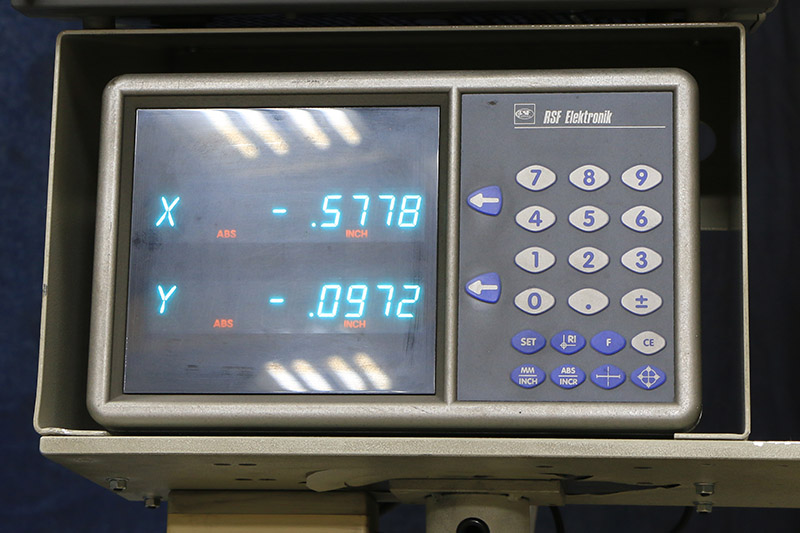 RSF Elektronik
X - .5778
ABS INCH
Y - .0972
ABS INCH
7 8 9
4 5 6
1 2 3
0 . ±
SET RI F CE
MM
INCH
ABS
INCR